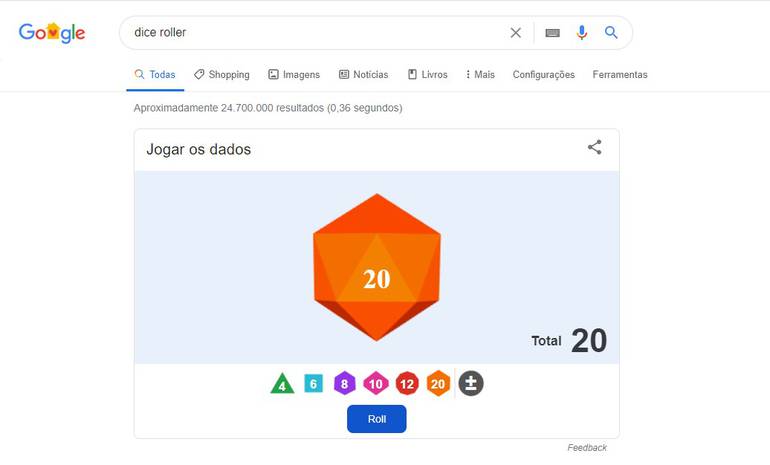 Google
dice roller
Todas Shopping Imagens Notícias Livros Mais Configurações Ferramentas
Aproximadamente 24.700.000 resultados (0,36 segundos)
Jogar os dados
20
Total 20
4 6 8 10 12 20 ±
Roll
Feedback